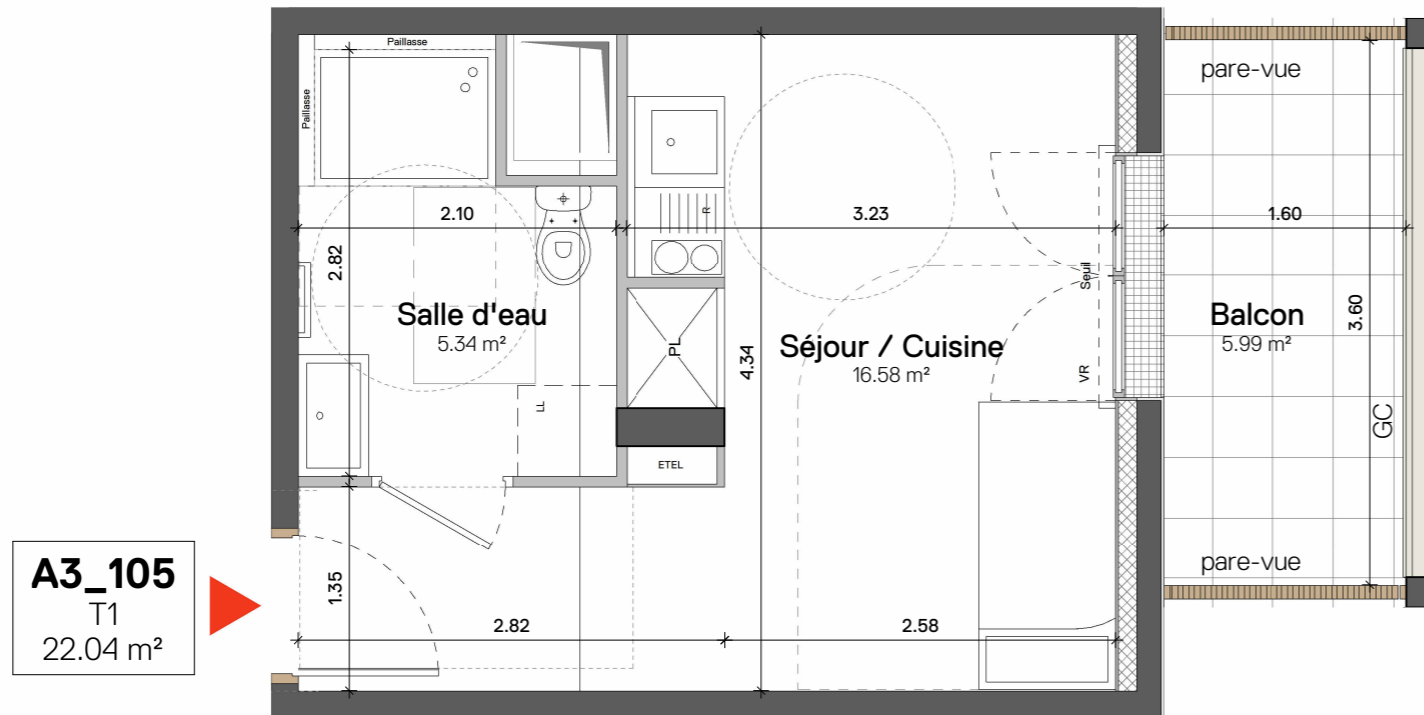 Paillasse
Paillasse
pare-vue
2.10
R
3.23
1.60
2.82
Seuil
Salle d'eau
5.34 m²
PL
4.34
Séjour / Cuisine
16.58 m²
VR
Balcon
5.99 m²
3.60
LL
GC
ETEL
A3_105
T1
22.04 m²
1.35
2.82
2.58
pare-vue